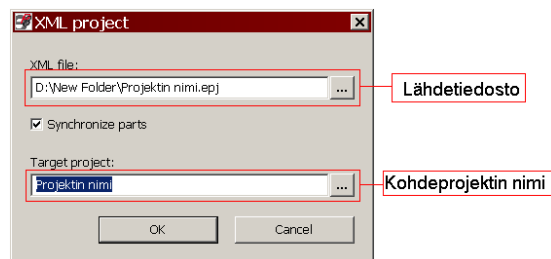 XML project
XML file:
D:\New Folder\Projektin nimi.epj
...
Lähdetiedosto
Synchronize parts
Target project:
Projektin nimi
...
Kohdeprojektin nimi
OK
Cancel